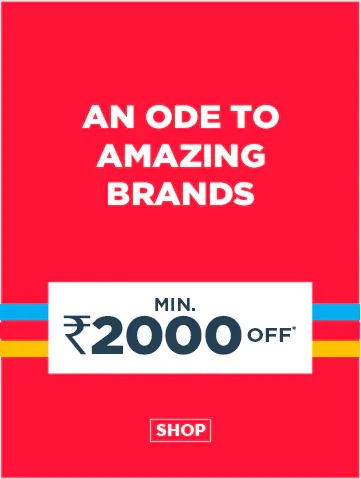 AN ODE TO
AMAZING
BRANDS
MIN.
₹2000 OFF*
SHOP